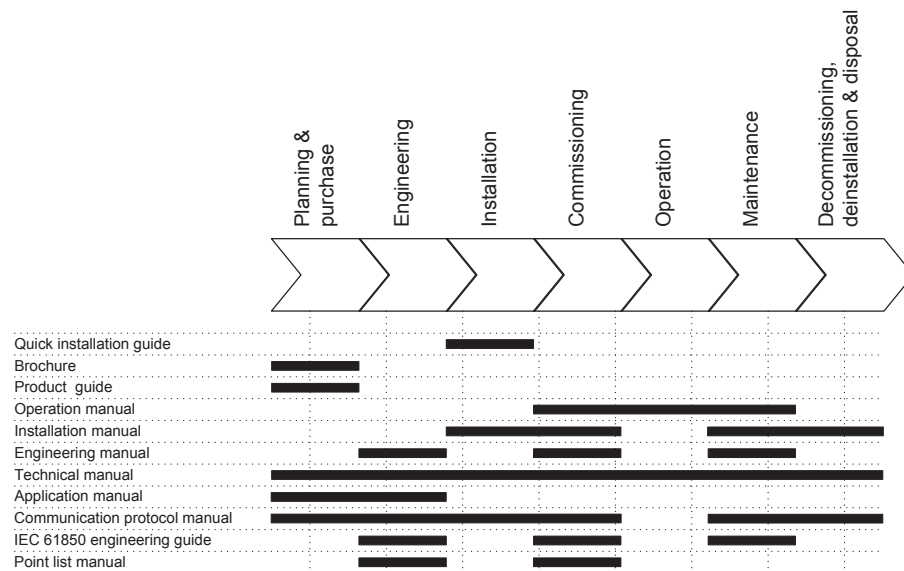 Planning &
purchase
Engineering
Installation
Commissioning
Operation
Maintenance
Decommissioning,
deinstallation & disposal
Quick installation guide
Brochure
Product guide
Operation manual
Installation manual
Engineering manual
Technical manual
Application manual
Communication protocol manual
IEC 61850 engineering guide
Point list manual